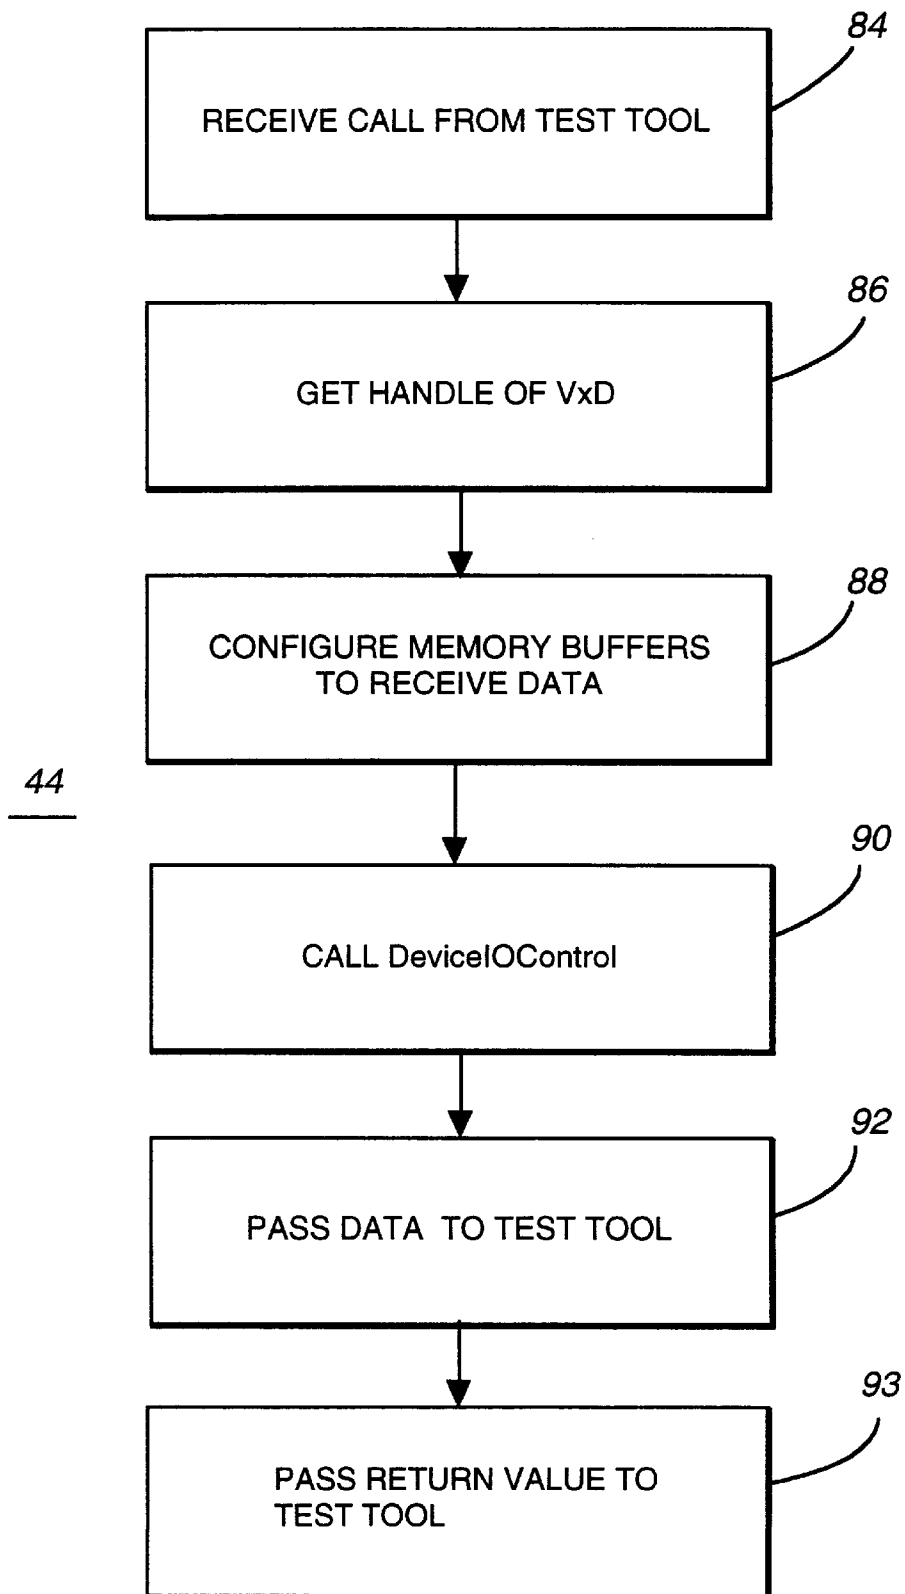 84
RECEIVE CALL FROM TEST TOOL
86
GET HANDLE OF VxD
88
CONFIGURE MEMORY BUFFERS
TO RECEIVE DATA
44
90
CALL DeviceIOControl
92
PASS DATA TO TEST TOOL
93
PASS RETURN VALUE TO
TEST TOOL